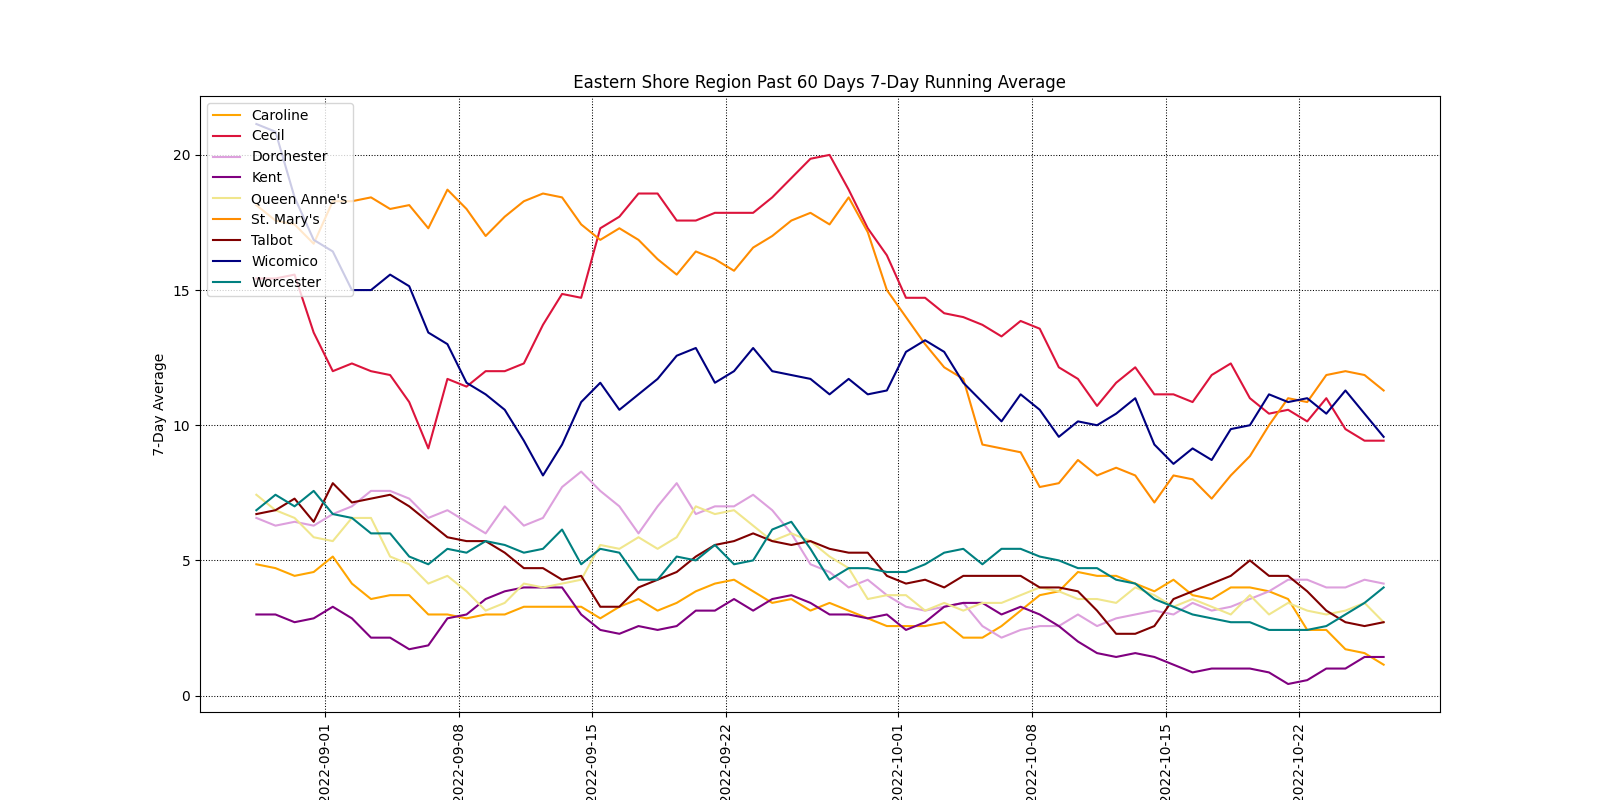 Eastern Shore Region Past 60 Days 7-Day Running Average
Caroline
Cecil
Dorchester
Kent
Queen Anne's
St. Mary's
Talbot
Wicomico
Worcester
20
15
10
5
0
7-Day Average
2022-09-01
2022-09-08
2022-09-15
2022-09-22
2022-10-01
2022-10-08
2022-10-15
2022-10-22